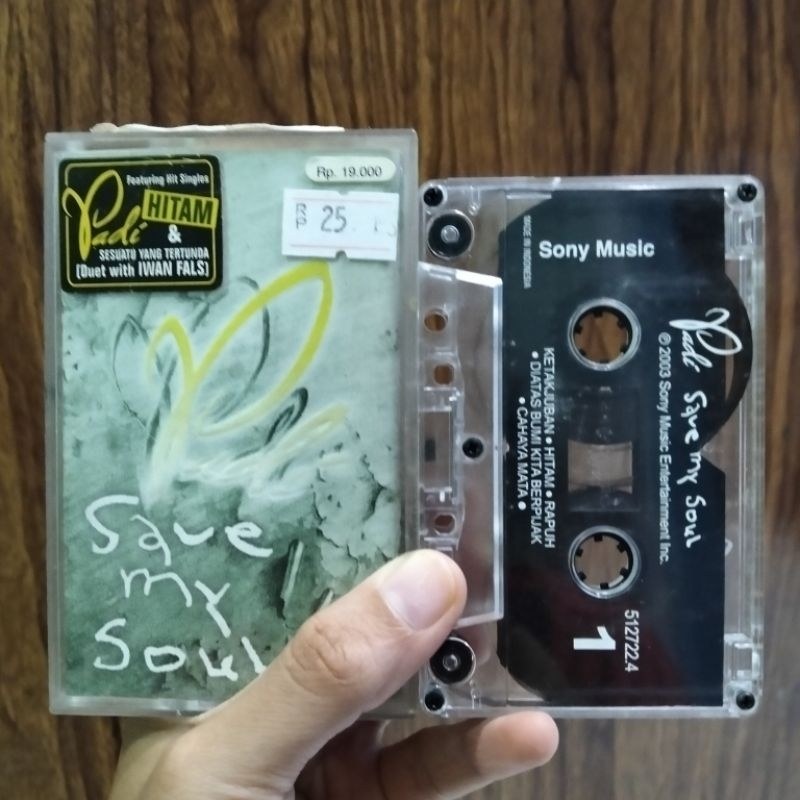 Featuring Hit Singles
Padi
HITAM
&
SESUATU YANG TERTUNDA
[Duet with IWAN FALS]
Rp. 19.000
RP 25
Save
my
Soul
MADE IN INDONESIA
Sony Music
Padi Save my Soul
© 2003 Sony Music Entertainment Inc.
KETAKJUBAN • HITAM • RAPUH
• DIATAS BUMI KITA BERPIJAK
• CAHAYA MATA •
512722.4
1